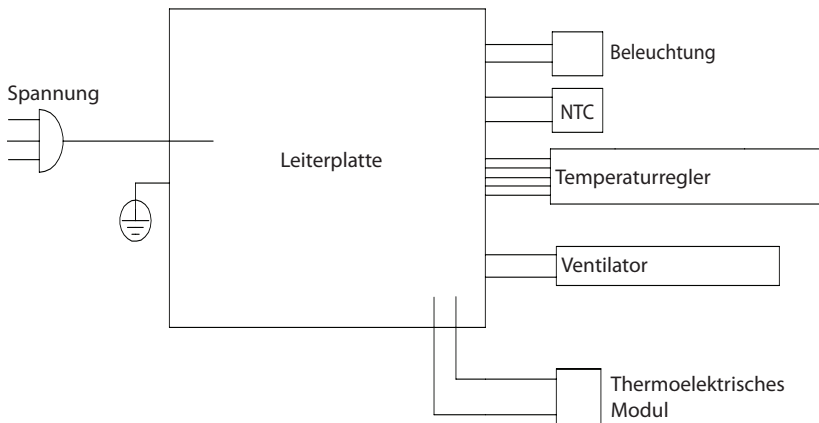 Spannung
Leiterplatte
Beleuchtung
NTC
Temperaturregler
Ventilator
Thermoelektrisches
Modul